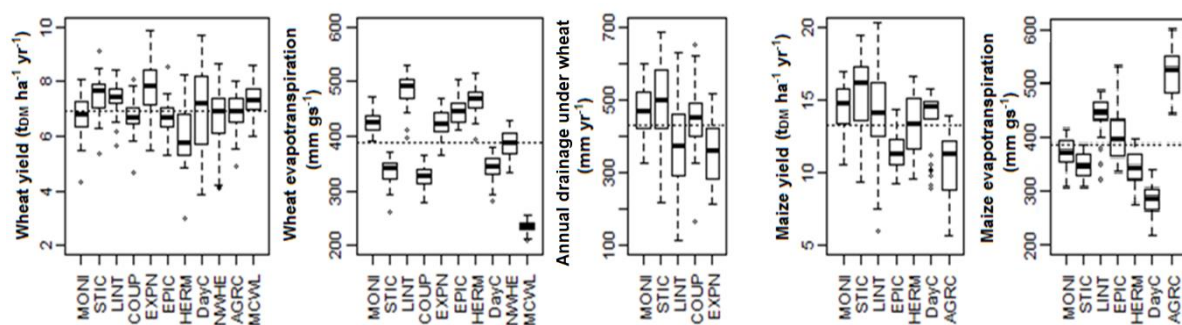 Wheat yield (tDM ha⁻¹ yr⁻¹)
10
8
6
4
2
MONI
STIC
LINT
COUP
EXPN
EPIC
HERM
DayC
NWHE
AGRC
MCWL
Wheat evapotranspiration
(mm gs⁻¹)
600
500
400
300
200
MONI
STIC
LINT
COUP
EXPN
EPIC
HERM
DayC
NWHE
MCWL
Annual drainage under wheat
(mm yr⁻¹)
700
500
300
100
MONI
STIC
LINT
COUP
EXPN
Maize yield (tDM ha⁻¹ yr⁻¹)
20
15
10
5
MONI
STIC
LINT
EPIC
HERM
DayC
AGRC
Maize evapotranspiration
(mm gs⁻¹)
600
500
400
300
200
MONI
STIC
LINT
EPIC
HERM
DayC
AGRC